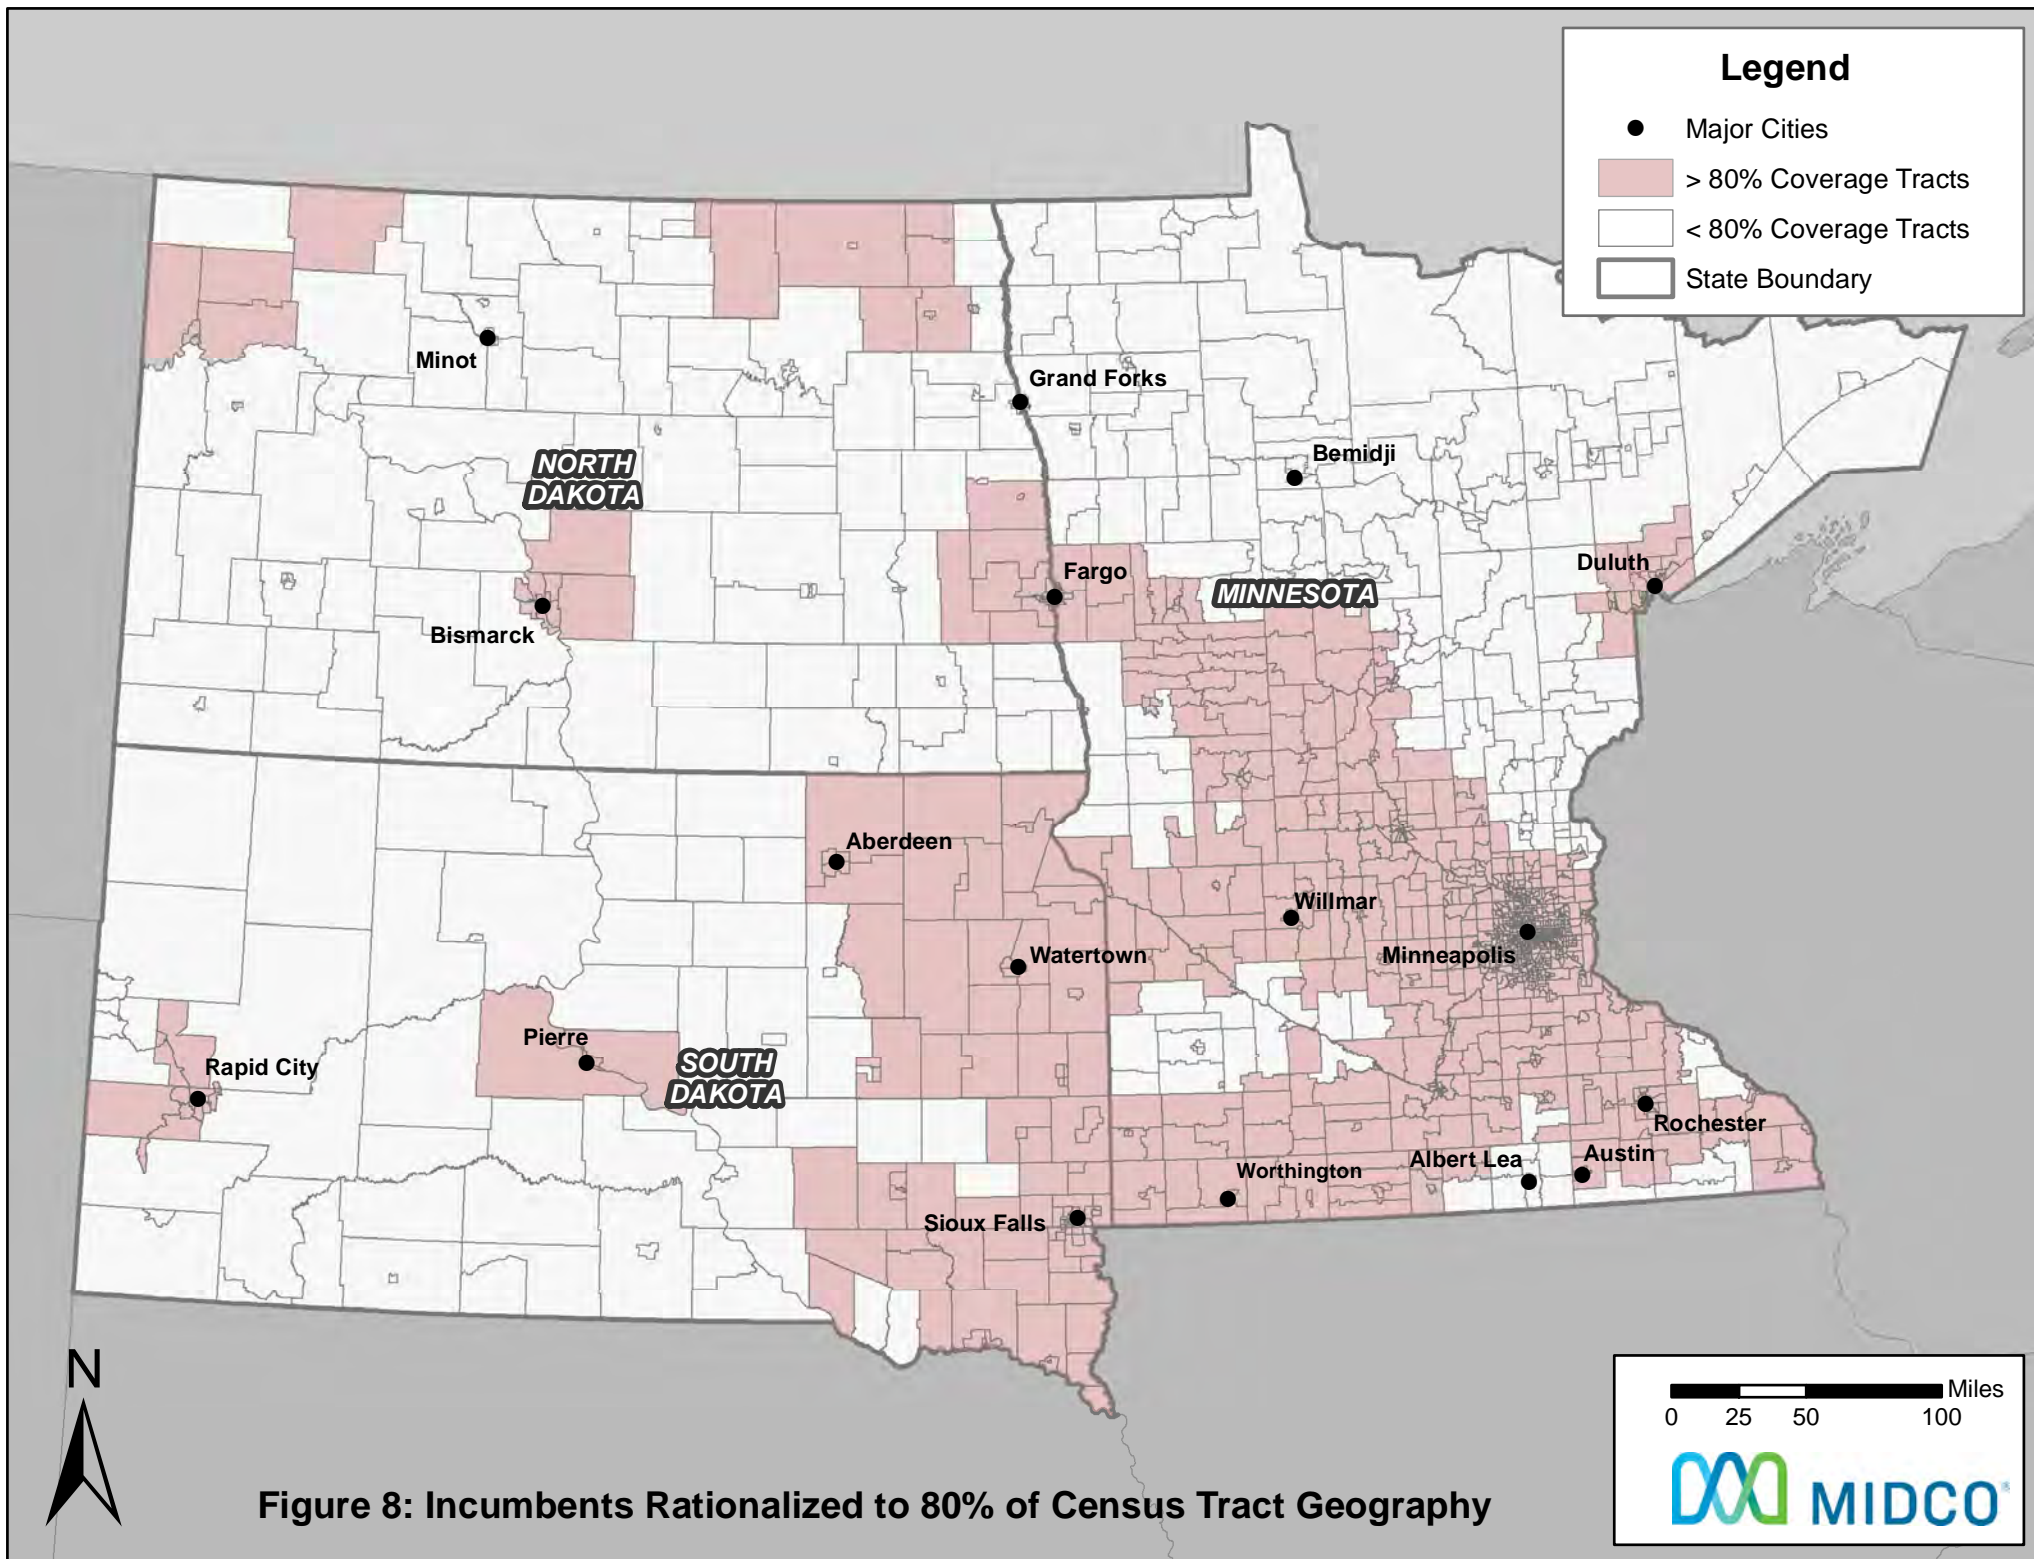 Legend
Major Cities
> 80% Coverage Tracts
< 80% Coverage Tracts
State Boundary
Minot
Grand Forks
Bemidji
NORTH
DAKOTA
Fargo
Duluth
MINNESOTA
Bismarck
Aberdeen
Willmar
Watertown
Minneapolis
Pierre
Rapid City
SOUTH
DAKOTA
Rochester
Austin
Albert Lea
Worthington
Sioux Falls
N
Miles
0 25 50 100
MIDCO®
Figure 8: Incumbents Rationalized to 80% of Census Tract Geography